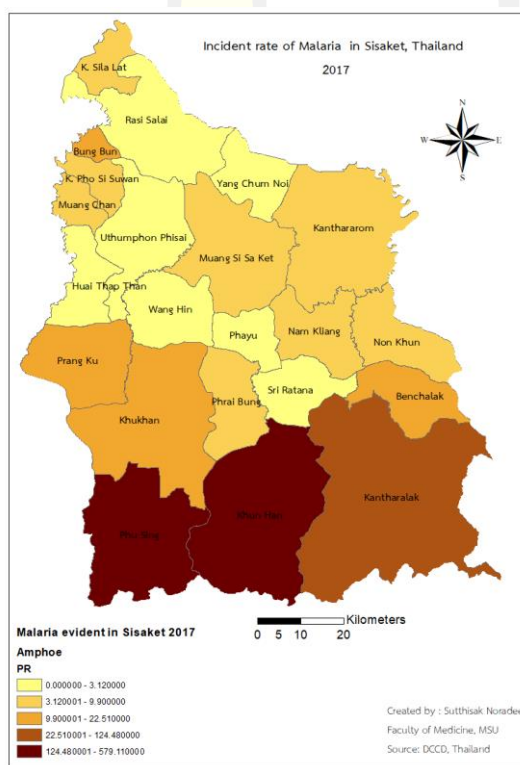 Incident rate of Malaria in Sisaket, Thailand
2017
N
W
E
S
K. Sila Lat
Rasi Salai
Bung Bun
K. Pho Si Suwan
Yang Chum Noi
Muang Chan
Kanthararom
Uthumphon Phisai
Muang Si Sa Ket
Huai Thap Than
Wang Hin
Phayu
Nam Kliang
Non Khun
Prang Ku
Sri Ratana
Phrai Bung
Benchalak
Khukhan
Kantharalak
Khun Han
Phu Sing
Kilometers
0 5 10 20
Malaria evident in Sisaket 2017
Amphoe
PR
0.000000 - 3.120000
3.120001 - 9.900000
9.900001 - 22.510000
22.510001 - 124.480000
124.480001 - 579.110000
Created by : Sutthisak Noradee
Faculty of Medicine, MSU
Source: DCCD, Thailand